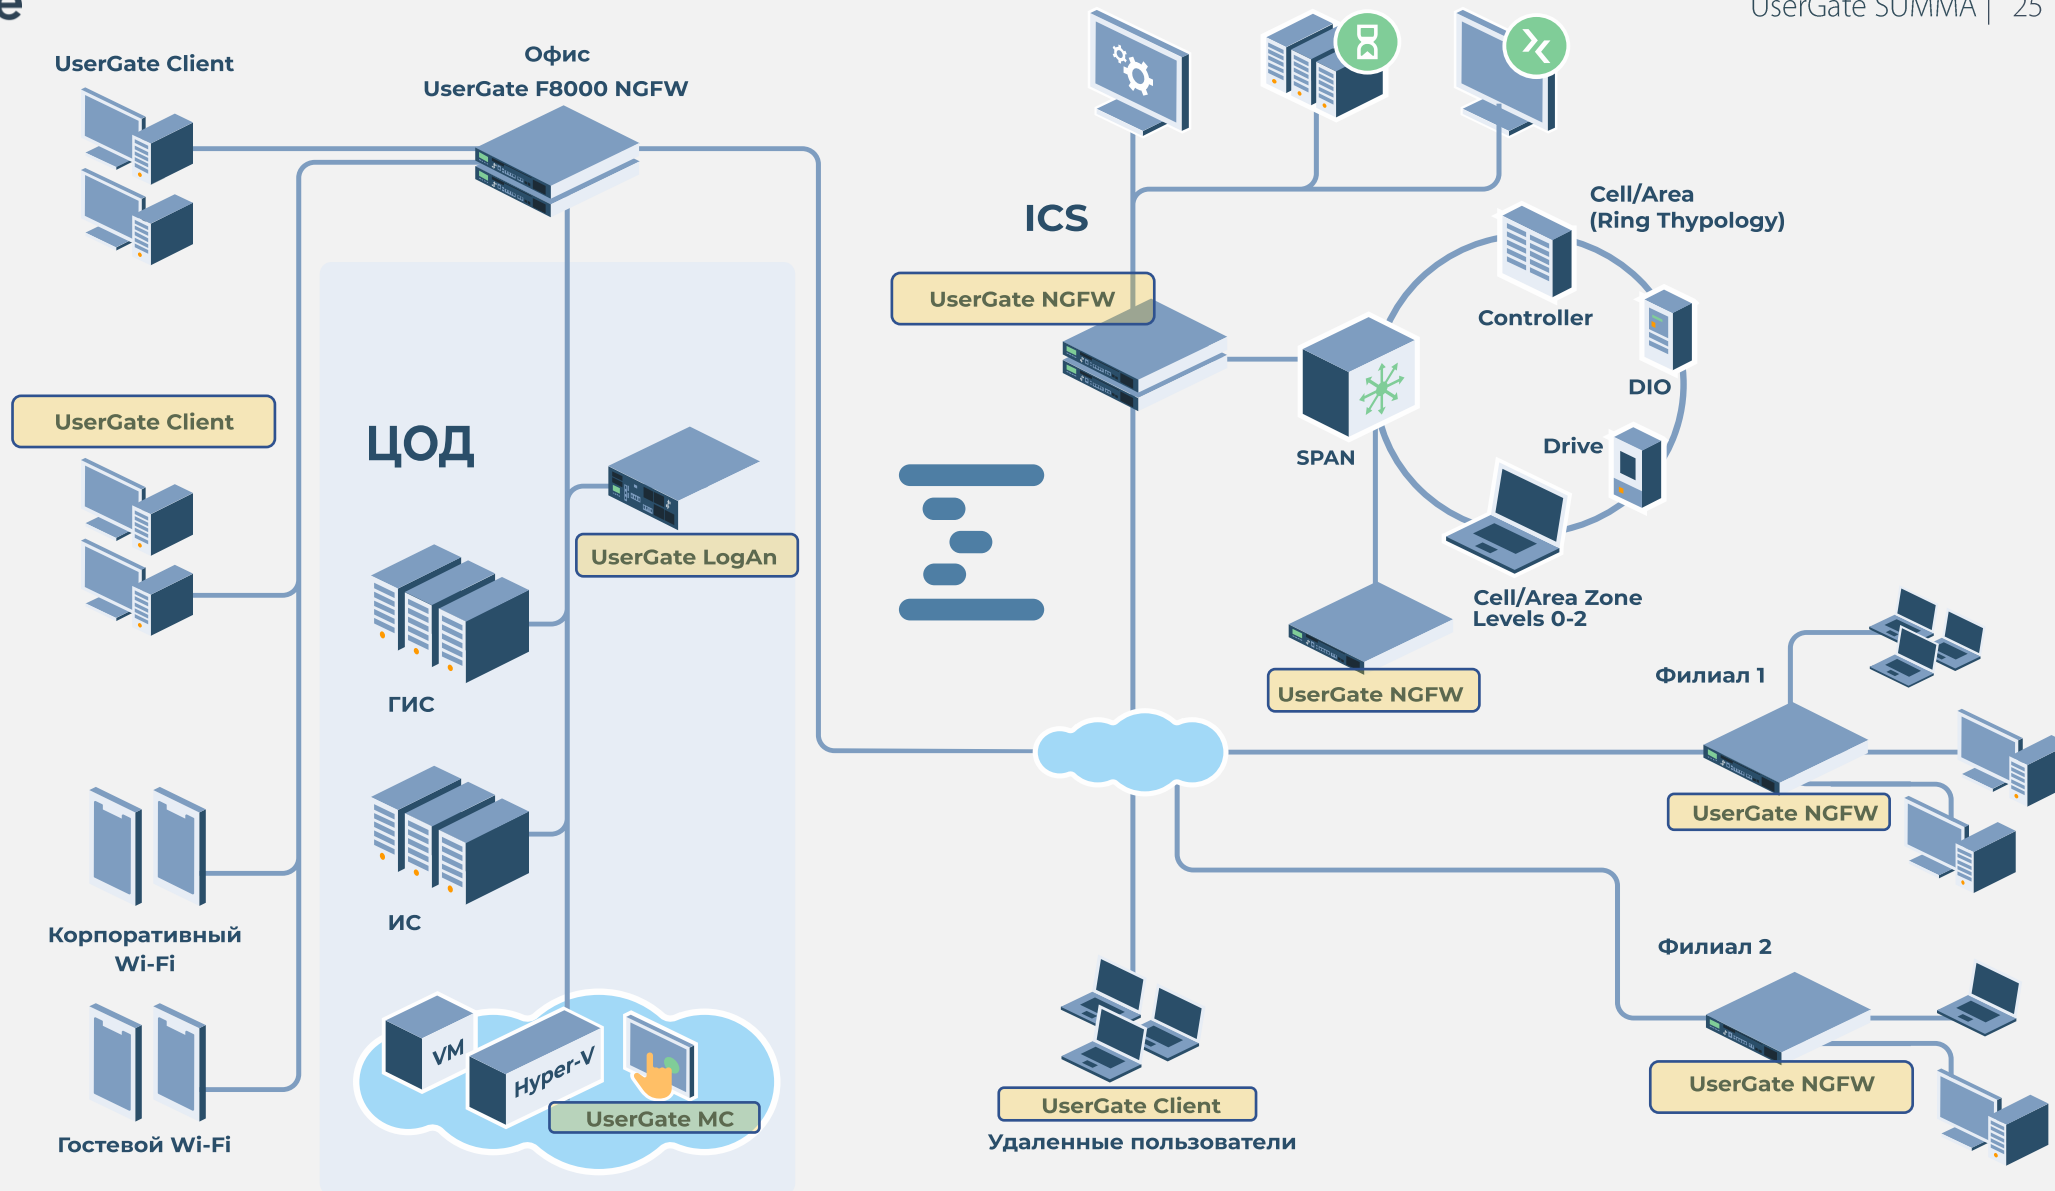 e
UserGate SUMMA | 25
UserGate Client
Офис
UserGate F8000 NGFW
ICS
Cell/Area
(Ring Thypology)
UserGate NGFW
Controller
DIO
UserGate Client
ЦОД
Drive
SPAN
UserGate LogAn
Cell/Area Zone
Levels 0-2
Филиал 1
UserGate NGFW
ГИС
UserGate NGFW
ИС
Корпоративный
Wi-Fi
Филиал 2
VM
Hyper-V
UserGate NGFW
UserGate Client
UserGate MC
Удаленные пользователи
Гостевой Wi-Fi